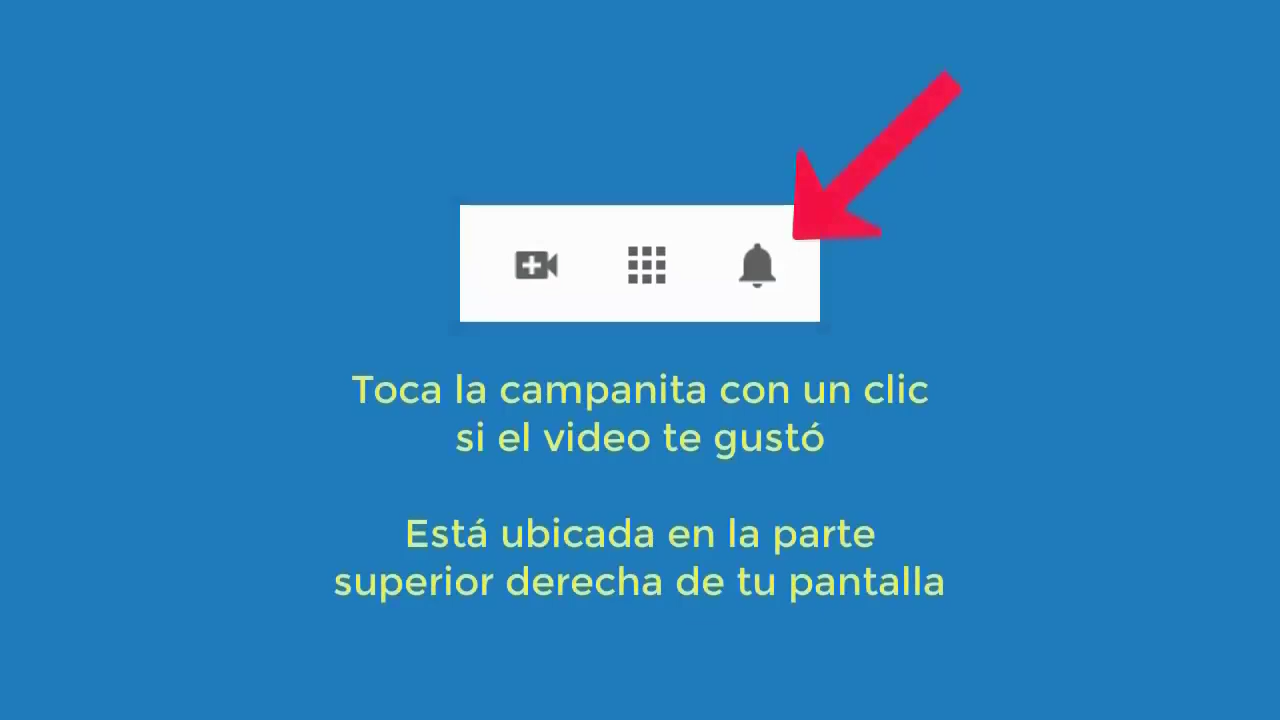 Toca la campanita con un clic
si el video te gustó
Está ubicada en la parte
superior derecha de tu pantalla